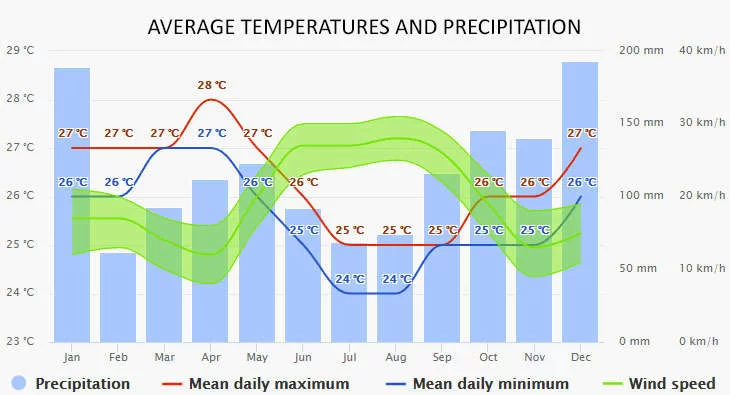 AVERAGE TEMPERATURES AND PRECIPITATION
29 °C 200 mm 40 km/h
28 °C
28 °C
27 °C 27 °C 27 °C 27 °C 27 °C 27 °C 150 mm 30 km/h
27 °C
26 °C 26 °C 26 °C 26 °C 26 °C 26 °C 26 °C
26 °C 100 mm 20 km/h
25 °C 25 °C 25 °C 25 °C 25 °C 25 °C
25 °C
24 °C 24 °C 50 mm 10 km/h
24 °C
23 °C 0 mm 0 km/h
Jan Feb Mar Apr May Jun Jul Aug Sep Oct Nov Dec
Precipitation Mean daily maximum Mean daily minimum Wind speed